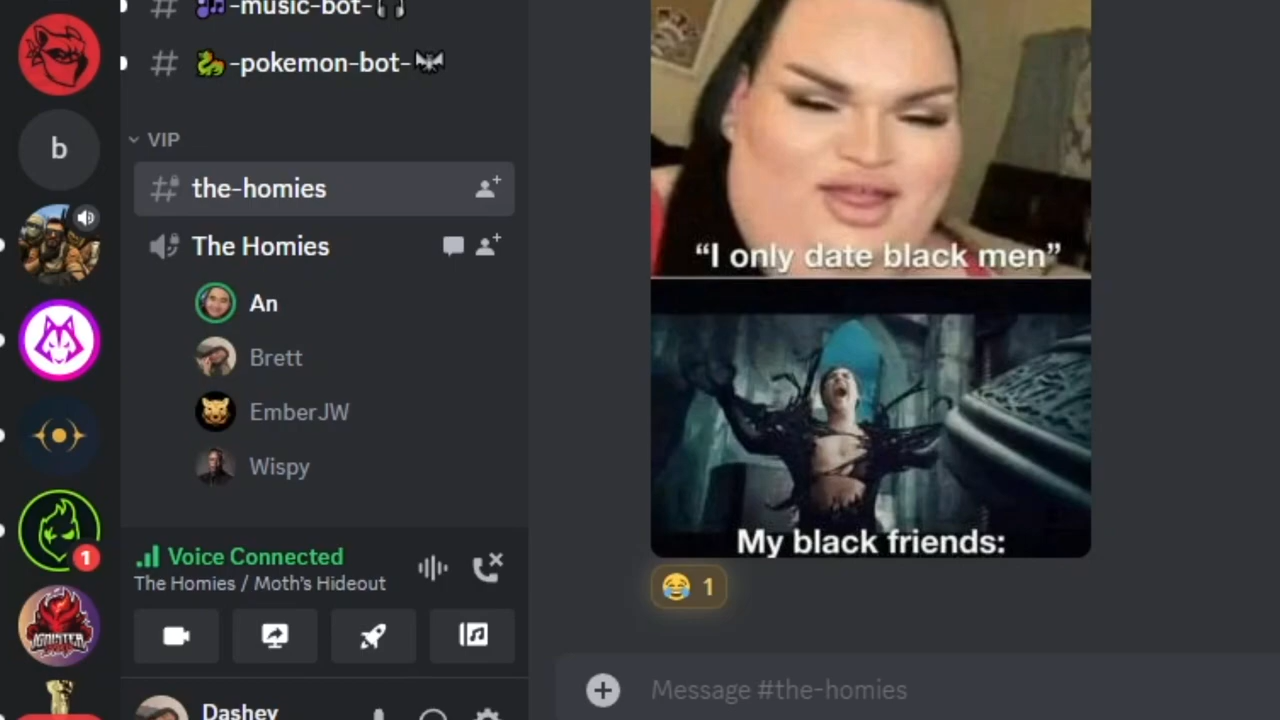 -music-bot-
-pokemon-bot-
VIP
the-homies
The Homies
An
Brett
EmberJW
Wispy
Voice Connected
The Homies / Moth's Hideout
Dashey
b
1
IGNISTER
“I only date black men”
My black friends:
1
Message #the-homies